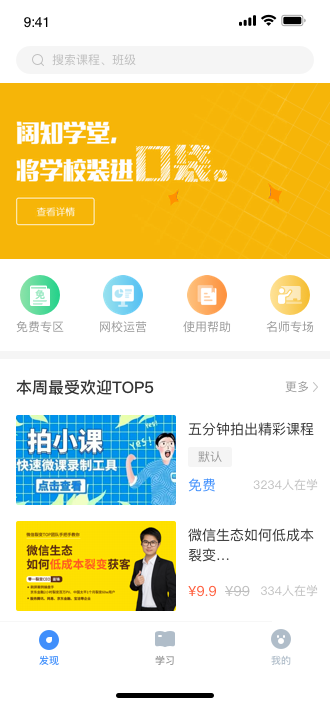 9:41
搜索课程、班级
阔知学堂,
将学校装进口袋。
查看详情
免费专区
网校运营
使用帮助
名师专场
本周最受欢迎TOP5
更多
拍小课
快速微课录制工具
点击查看
Yes!
yes!
五分钟拍出精彩课程
默认
免费
3234人在学
微信生态
如何低成本裂变获客
微信生态如何低成本
裂变...
¥9.9
¥99
334人在学
发现
学习
我的